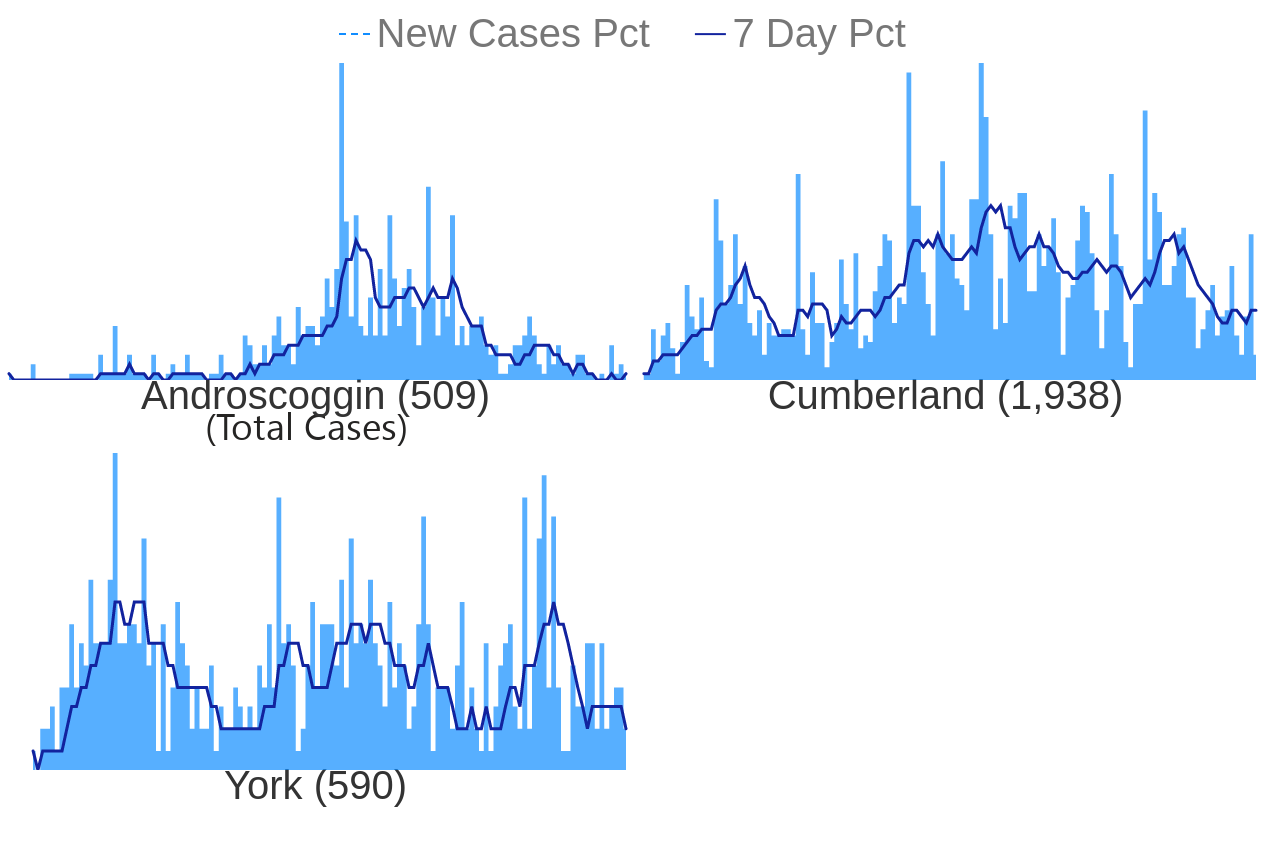 New Cases Pct 7 Day Pct
Androscoggin (509)
(Total Cases)
Cumberland (1,938)
York (590)